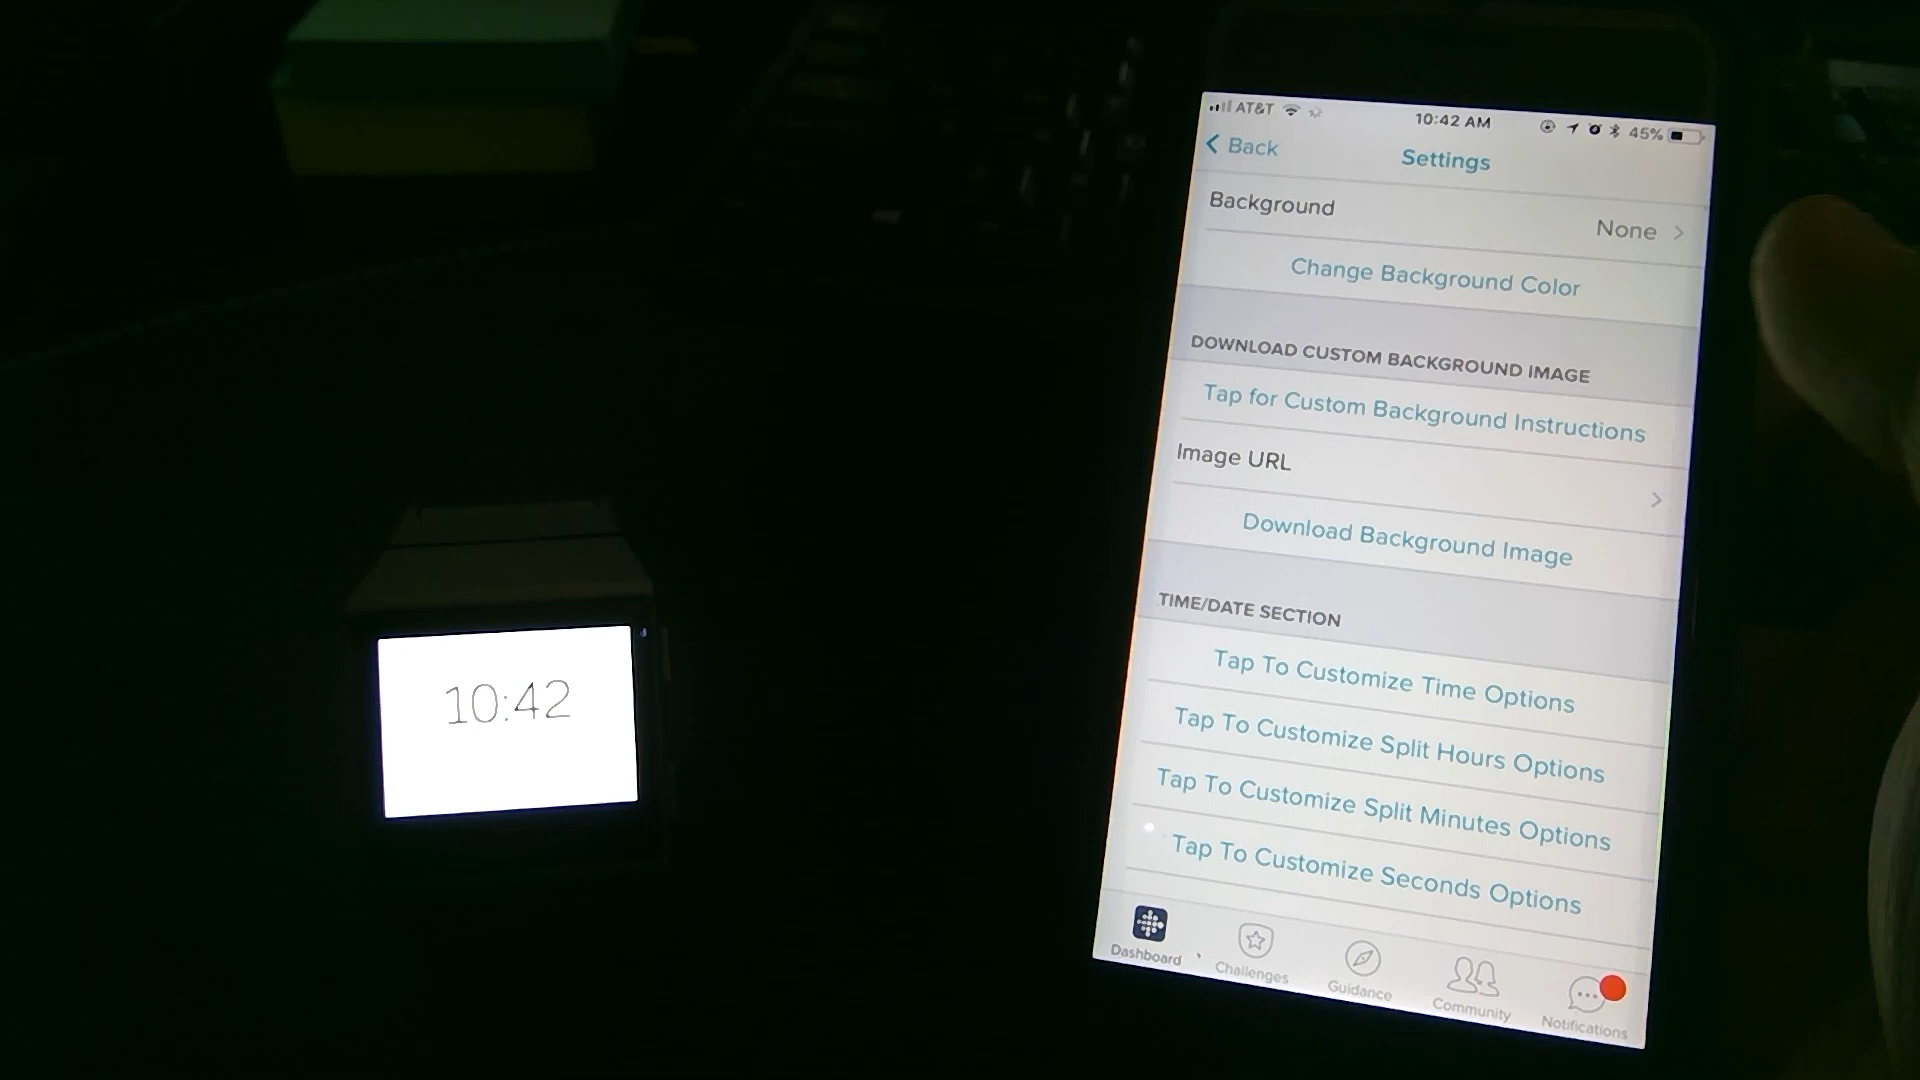 AT&T 10:42 AM 45%
Back Settings
Background
None
Change Background Color
DOWNLOAD CUSTOM BACKGROUND IMAGE
Tap for Custom Background Instructions
Image URL
Download Background Image
TIME/DATE SECTION
Tap To Customize Time Options
Tap To Customize Split Hours Options
Tap To Customize Split Minutes Options
Tap To Customize Seconds Options
Dashboard Challenges Guidance Community Notifications
10:42